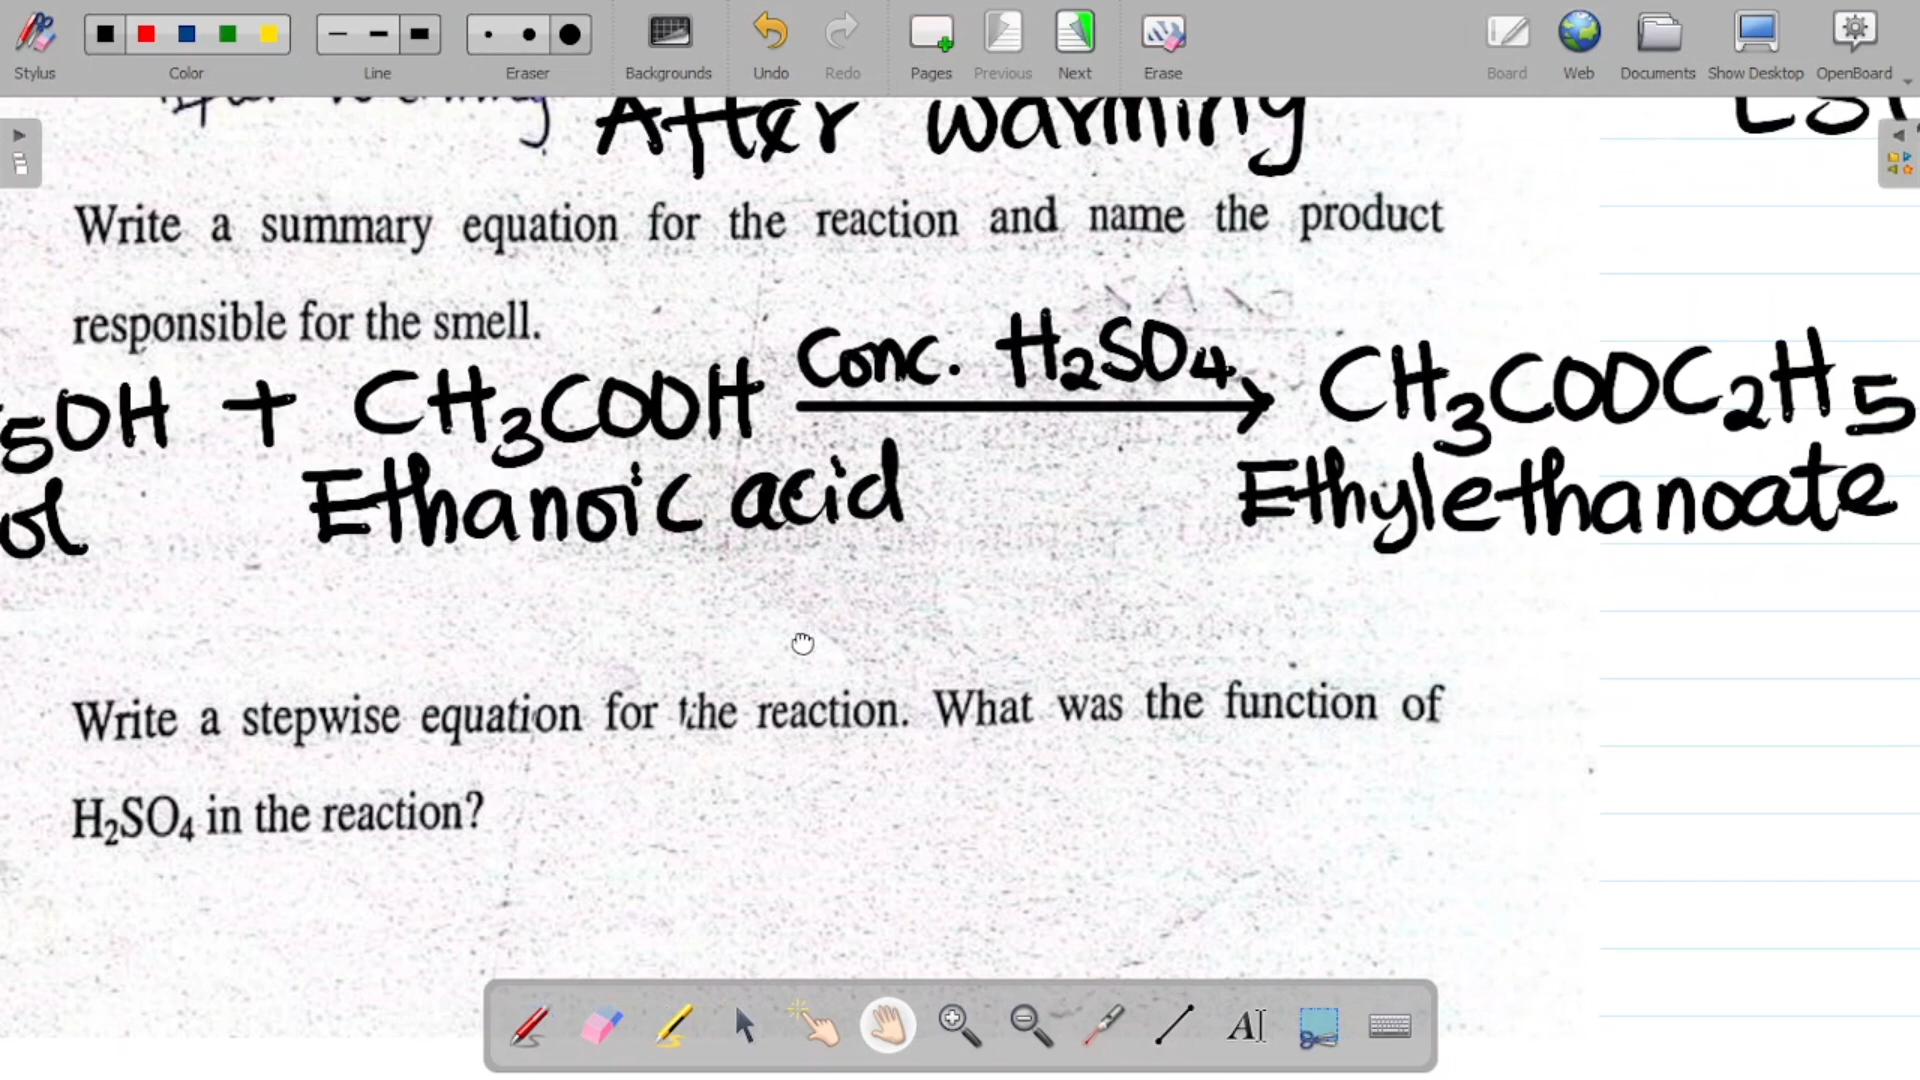 Stylus Color Line Eraser Backgrounds Undo Redo Pages Previous Next Erase Board Web Documents Show Desktop OpenBoard
After warming
Write a summary equation for the reaction and name the product
responsible for the smell.
Conc. H₂SO₄
₅OH + CH₃COOH → CH₃COOC₂H₅
ol Ethanoic acid Ethylethanoate
Write a stepwise equation for the reaction. What was the function of
H₂SO₄ in the reaction?